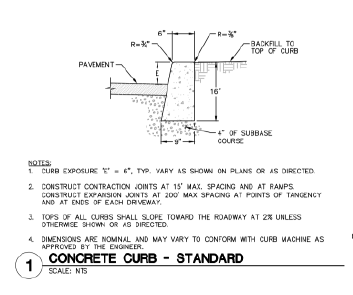 6"
R=¾"
R=⅜"
BACKFILL TO
TOP OF CURB
PAVEMENT
E
16'
4" OF SUBBASE
COURSE
9"
NOTES:
1. CURB EXPOSURE 'E' = 6", TYP. VARY AS SHOWN ON PLANS OR AS DIRECTED.
2. CONSTRUCT CONTRACTION JOINTS AT 15' MAX. SPACING AND AT RAMPS.
CONSTRUCT EXPANSION JOINTS AT 200' MAX SPACING AT POINTS OF TANGENCY
AND AT ENDS OF EACH DRIVEWAY.
3. TOPS OF ALL CURBS SHALL SLOPE TOWARD THE ROADWAY AT 2% UNLESS
OTHERWISE SHOWN OR AS DIRECTED.
4. DIMENSIONS ARE NOMINAL AND MAY VARY TO CONFORM WITH CURB MACHINE AS
APPROVED BY THE ENGINEER.
1 CONCRETE CURB - STANDARD
SCALE: NTS